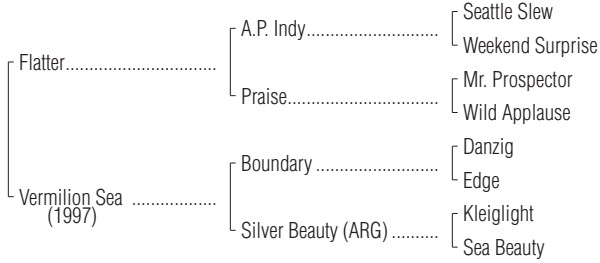 Seattle Slew
A.P. Indy
Weekend Surprise
Flatter
Mr. Prospector
Praise
Wild Applause
Danzig
Boundary
Edge
Vermilion Sea
(1997)
Kleiglight
Silver Beauty (ARG)
Sea Beauty